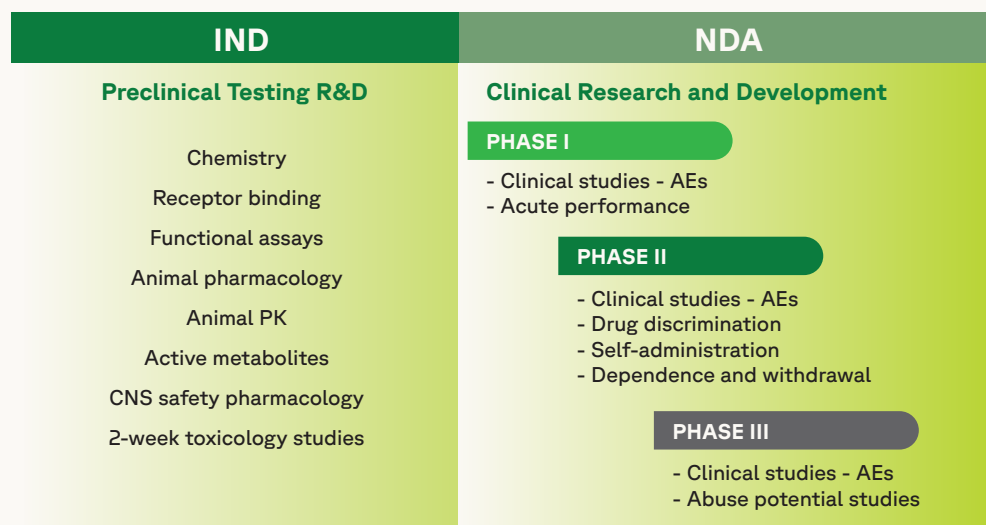 IND
NDA
Preclinical Testing R&D
Chemistry
Receptor binding
Functional assays
Animal pharmacology
Animal PK
Active metabolites
CNS safety pharmacology
2-week toxicology studies
Clinical Research and Development
PHASE I
- Clinical studies - AEs
- Acute performance
PHASE II
- Clinical studies - AEs
- Drug discrimination
- Self-administration
- Dependence and withdrawal
PHASE III
- Clinical studies - AEs
- Abuse potential studies